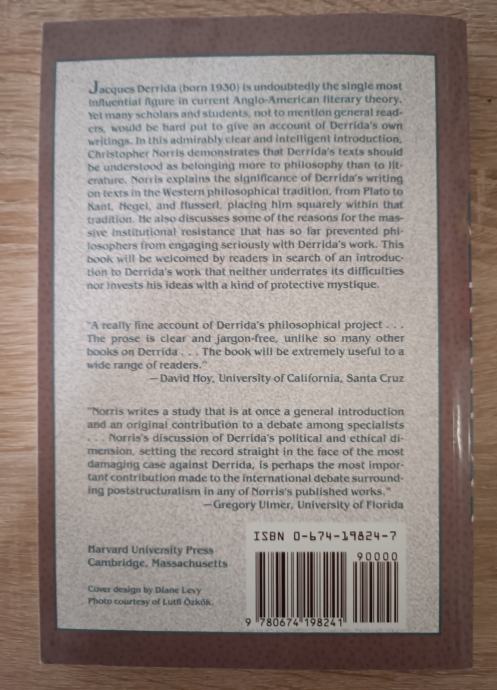 Jacques Derrida (born 1930) is undoubtedly the single most
influential figure in current Anglo-American literary theory.
Yet many scholars and students, not to mention general read-
ers, would be hard put to give an account of Derrida's own
writings. In this admirably clear and intelligent introduction,
Christopher Norris demonstrates that Derrida's texts should
be understood as belonging more to philosophy than to lit-
erature. Norris explains the significance of Derrida's writing
on texts in the Western philosophical tradition, from Plato to
Kant, Hegel, and Husserl, placing him squarely within that
tradition. He also discusses some of the reasons for the mas-
sive institutional resistance that has so far prevented phi-
losophers from engaging seriously with Derrida's work. This
book will be welcomed by readers in search of an introduc-
tion to Derrida's work that neither underrates its difficulties
nor invests his ideas with a kind of protective mystique.
"A really fine account of Derrida's philosophical project . . .
The prose is clear and jargon-free, unlike so many other
books on Derrida . . . The book will be extremely useful to a
wide range of readers."
—David Hoy, University of California, Santa Cruz
"Norris writes a study that is at once a general introduction
and an original contribution to a debate among specialists
. . . Norris's discussion of Derrida's political and ethical di-
mension, setting the record straight in the face of the most
damaging case against Derrida, is perhaps the most impor-
tant contribution made to the international debate surround-
ing poststructuralism in any of Norris's published works."
—Gregory Ulmer, University of Florida
ISBN 0-674-19824-7
90000
Harvard University Press
Cambridge, Massachusetts
Cover design by Diane Levy
Photo courtesy of Lutfi Özkök.
9 780674 198241